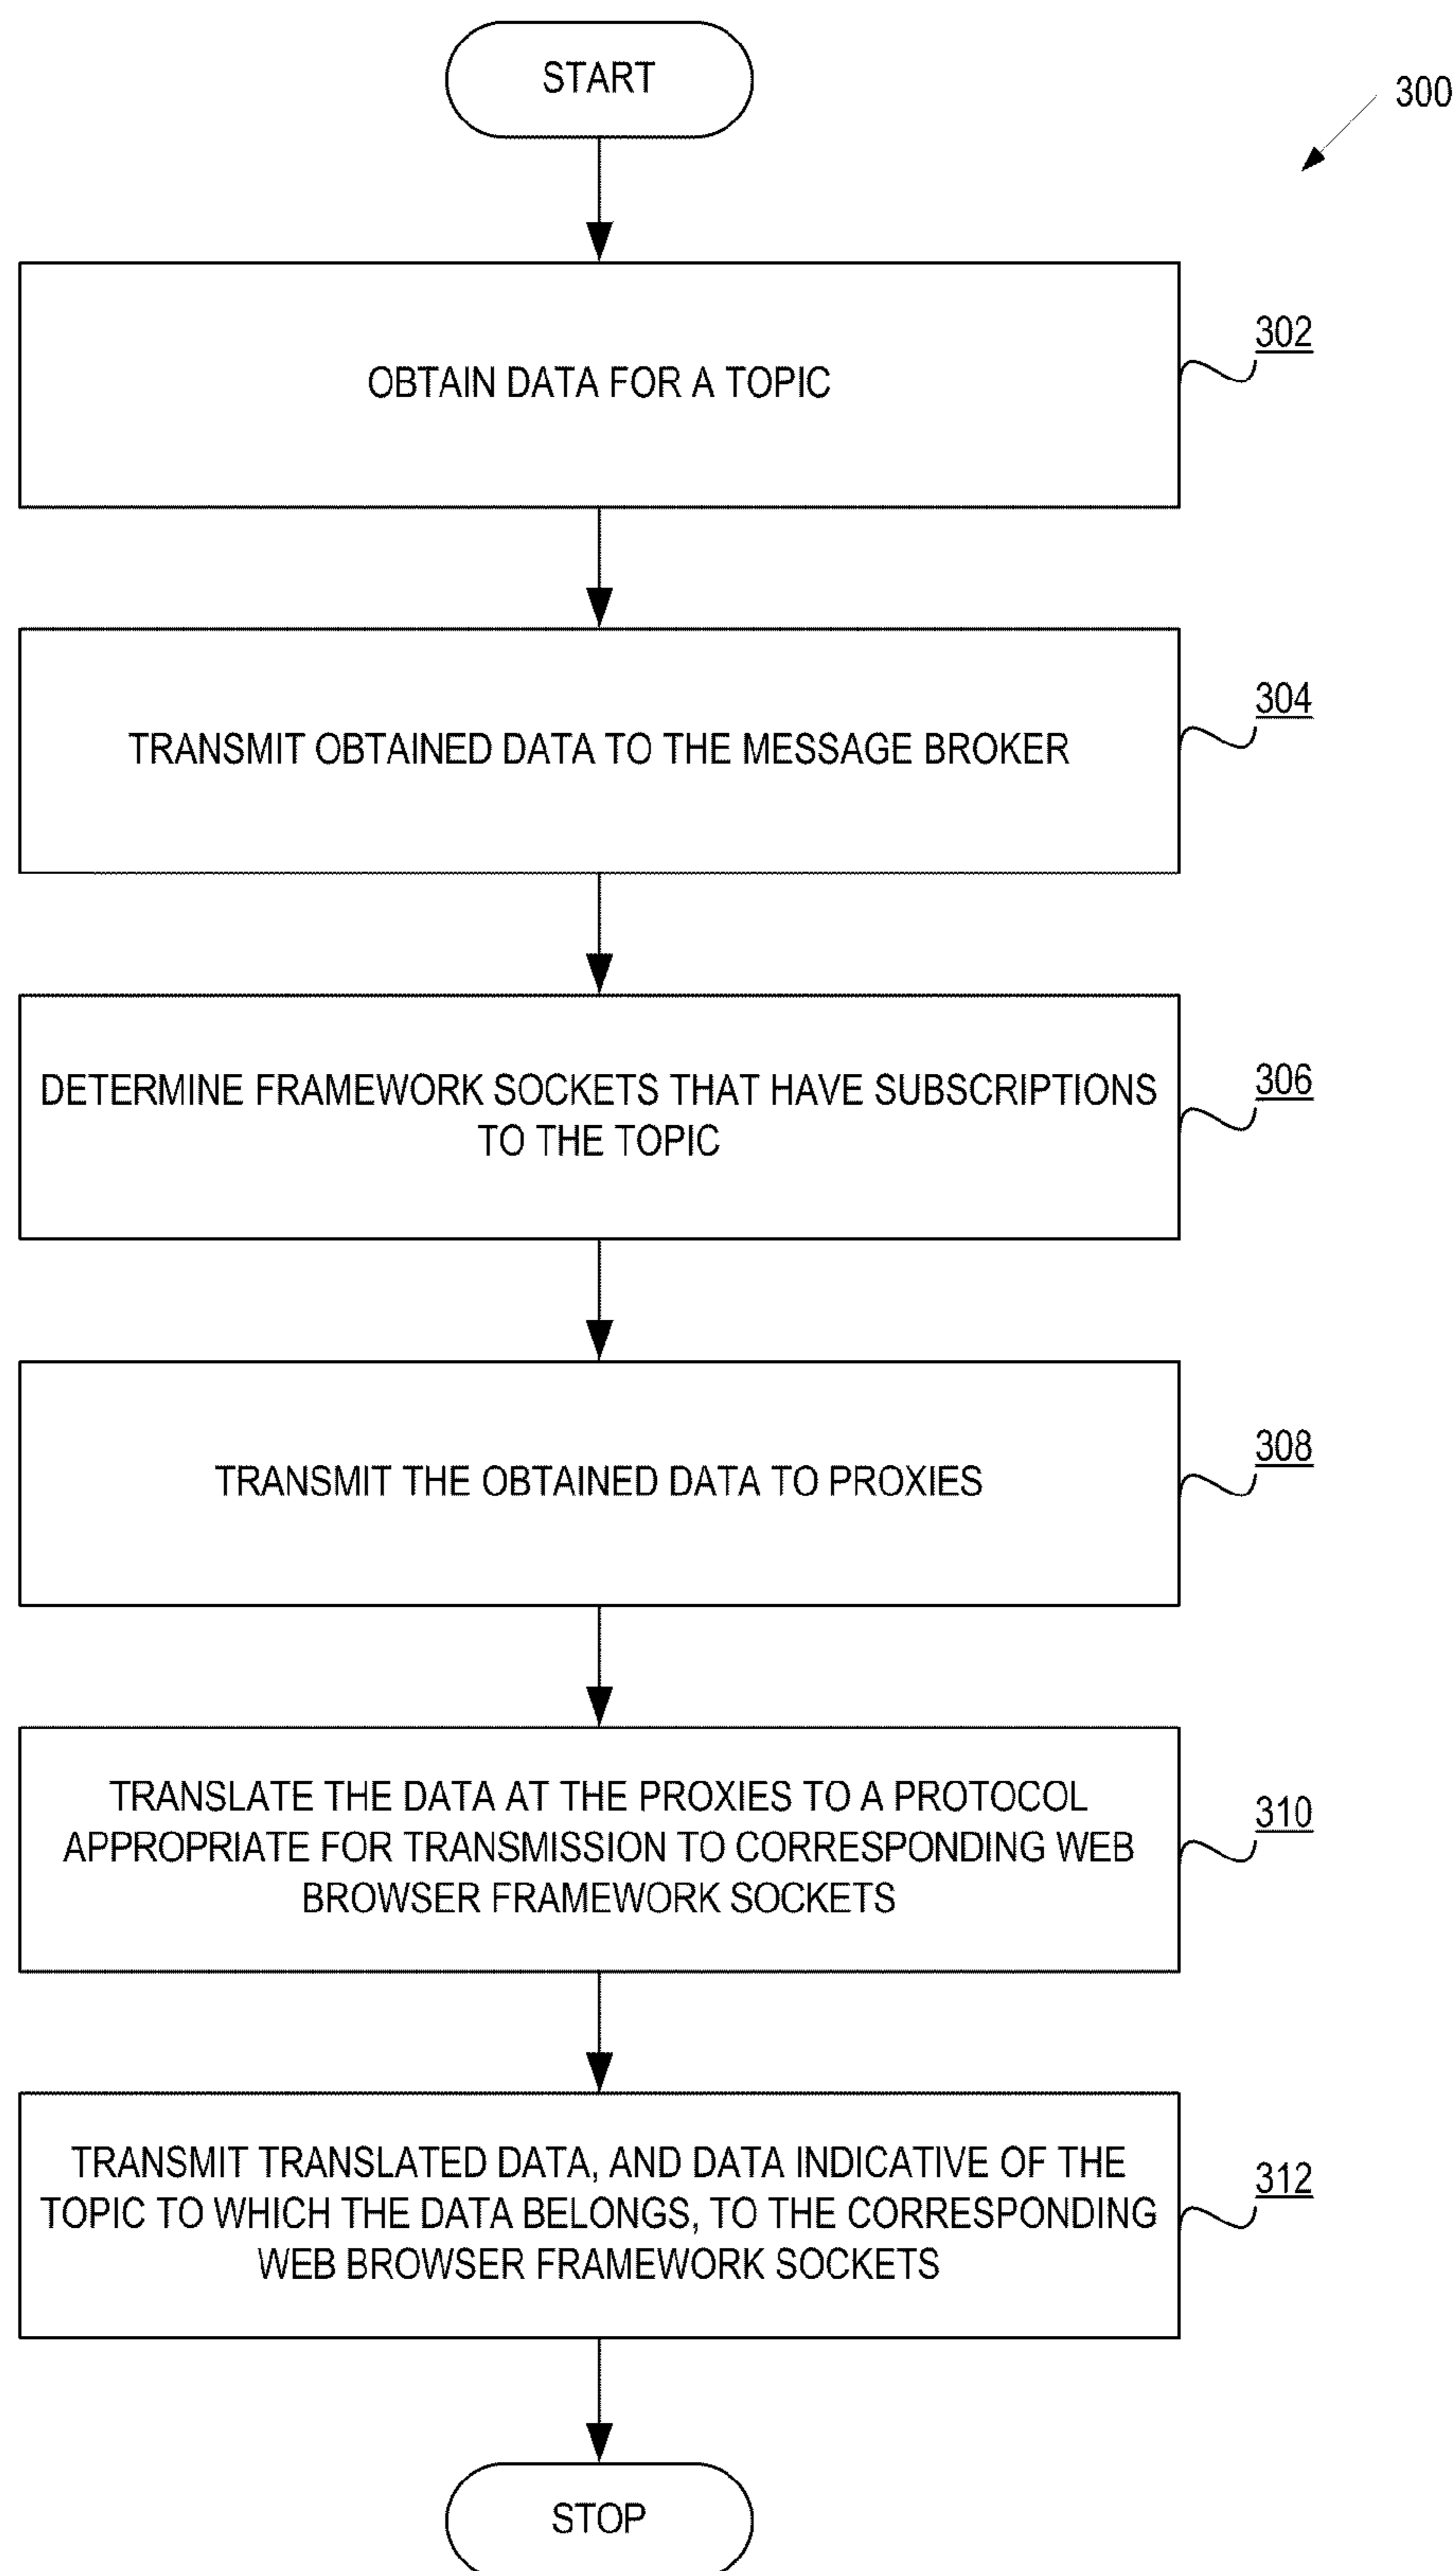 START
300
OBTAIN DATA FOR A TOPIC
302
TRANSMIT OBTAINED DATA TO THE MESSAGE BROKER
304
DETERMINE FRAMEWORK SOCKETS THAT HAVE SUBSCRIPTIONS
TO THE TOPIC
306
TRANSMIT THE OBTAINED DATA TO PROXIES
308
TRANSLATE THE DATA AT THE PROXIES TO A PROTOCOL
APPROPRIATE FOR TRANSMISSION TO CORRESPONDING WEB
BROWSER FRAMEWORK SOCKETS
310
TRANSMIT TRANSLATED DATA, AND DATA INDICATIVE OF THE
TOPIC TO WHICH THE DATA BELONGS, TO THE CORRESPONDING
WEB BROWSER FRAMEWORK SOCKETS
312
STOP